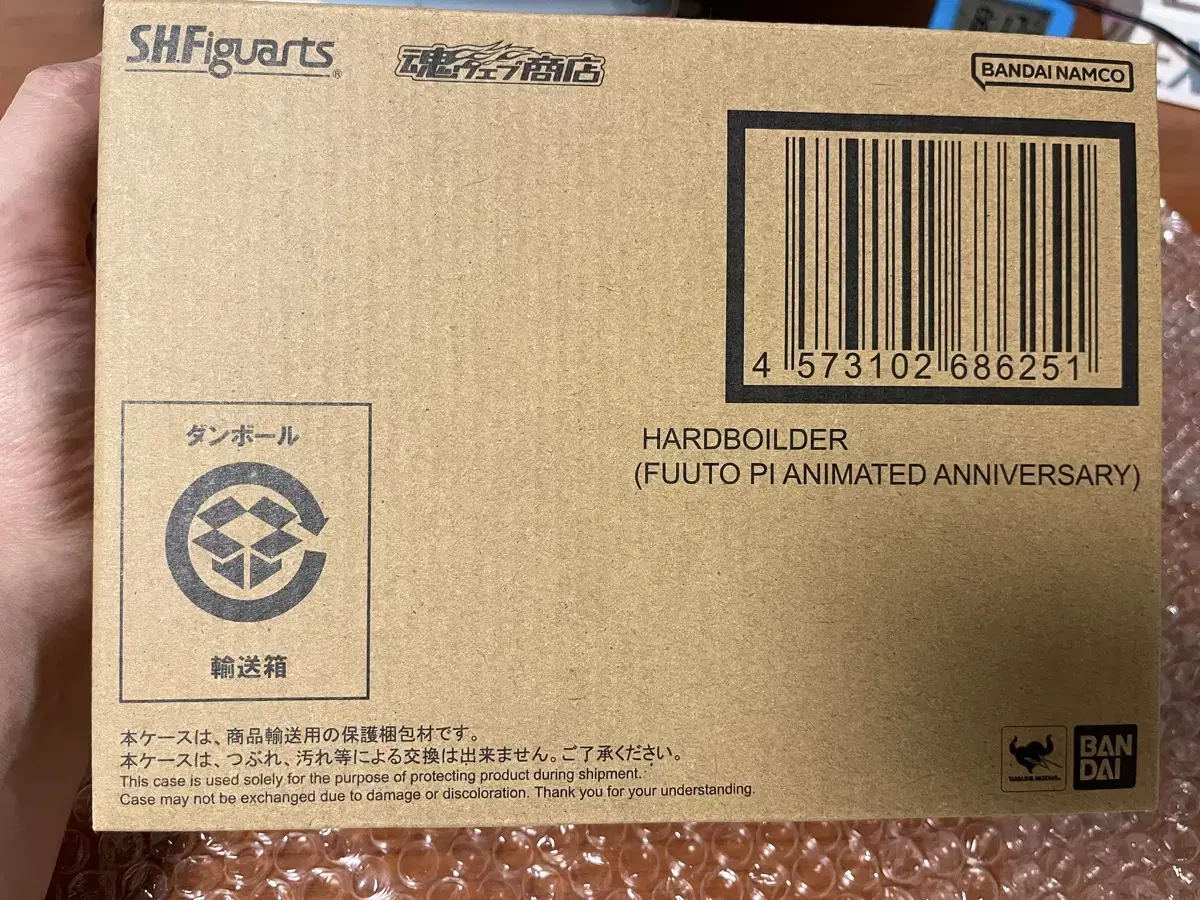 S.H.Figuarts®
魂ウェブ商店
BANDAI NAMCO
4 573102 686251
HARDBOILDER
(FUUTO PI ANIMATED ANNIVERSARY)
ダンボール
輸送箱
本ケースは、商品輸送用の保護梱包材です。
本ケースは、つぶれ、汚れ等による交換は出来ません。ご了承ください。
This case is used solely for the purpose of protecting product during shipment.
Case may not be exchanged due to damage or discoloration. Thank you for your understanding.
TAMASHII NATIONS
BAN
DAI